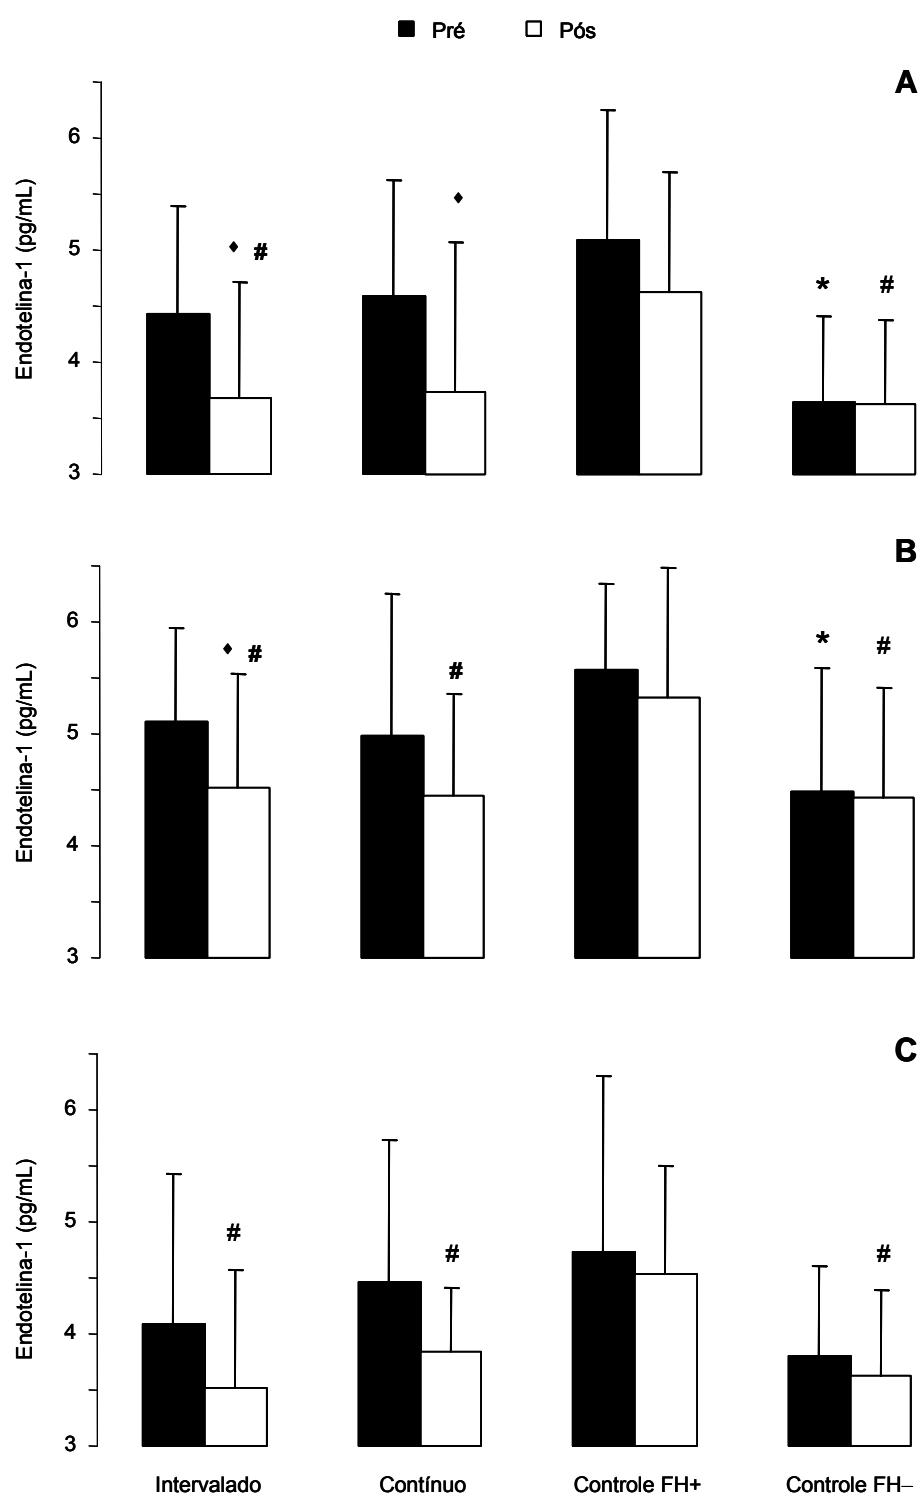 Pré Pós
A
Endotelina-1 (pg/mL)
6
5
4
3
♦ #
♦
*
#
B
Endotelina-1 (pg/mL)
6
5
4
3
♦ #
#
*
#
C
Endotelina-1 (pg/mL)
6
5
4
3
#
#
#
Intervalado Contínuo Controle FH+ Controle FH–